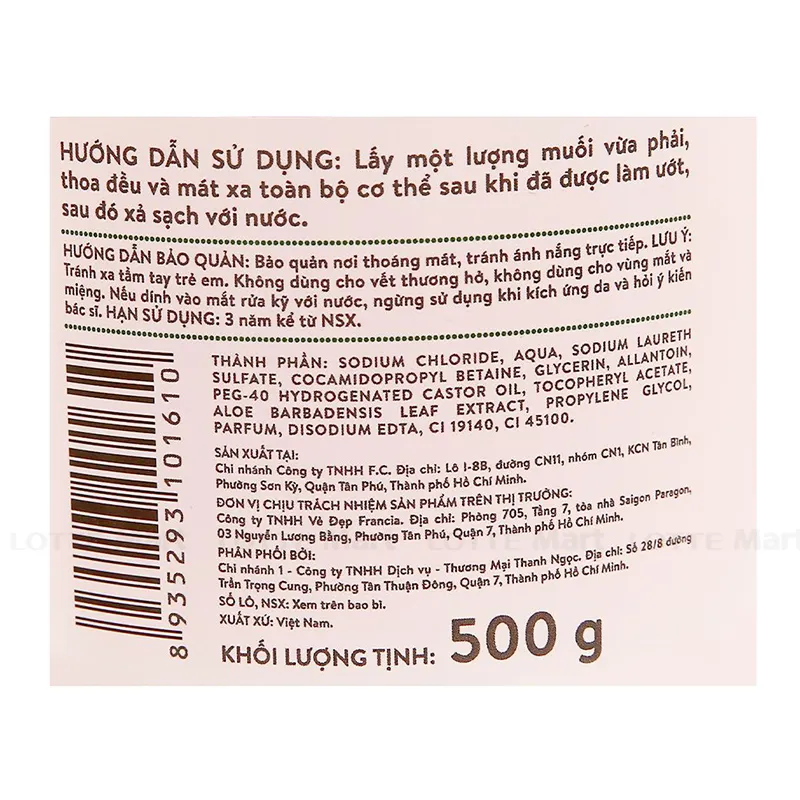 HƯỚNG DẪN SỬ DỤNG: Lấy một lượng muối vừa phải,
thoa đều và mát xa toàn bộ cơ thể sau khi đã được làm ướt,
sau đó xả sạch với nước.
HƯỚNG DẪN BẢO QUẢN: Bảo quản nơi thoáng mát, tránh ánh nắng trực tiếp. LƯU Ý:
Tránh xa tầm tay trẻ em. Không dùng cho vết thương hở, không dùng cho vùng mắt và
miệng. Nếu dính vào mắt rửa kỹ với nước, ngừng sử dụng khi kích ứng da và hỏi ý kiến
bác sĩ. HẠN SỬ DỤNG: 3 năm kể từ NSX.
THÀNH PHẦN: SODIUM CHLORIDE, AQUA, SODIUM LAURETH
SULFATE, COCAMIDOPROPYL BETAINE, GLYCERIN, ALLANTOIN,
PEG-40 HYDROGENATED CASTOR OIL, TOCOPHERYL ACETATE,
ALOE BARBADENSIS LEAF EXTRACT, PROPYLENE GLYCOL,
PARFUM, DISODIUM EDTA, CI 19140, CI 45100.
8 935293 101610
SẢN XUẤT TẠI:
Chi nhánh Công ty TNHH F.C. Địa chỉ: Lô I-8B, đường CN11, nhóm CN1, KCN Tân Bình,
Phường Sơn Kỳ, Quận Tân Phú, Thành phố Hồ Chí Minh.
ĐƠN VỊ CHỊU TRÁCH NHIỆM SẢN PHẨM TRÊN THỊ TRƯỜNG:
Công ty TNHH Vẻ Đẹp Francia. Địa chỉ: Phòng 705, Tầng 7, tòa nhà Saigon Paragon,
03 Nguyễn Lương Bằng, Phường Tân Phú, Quận 7, Thành phố Hồ Chí Minh.
PHÂN PHỐI BỞI:
Chi nhánh 1 - Công ty TNHH Dịch vụ - Thương Mại Thanh Ngọc. Địa chỉ: Số 28/8 đường
Trần Trọng Cung, Phường Tân Thuận Đông, Quận 7, Thành phố Hồ Chí Minh.
SỐ LÔ, NSX: Xem trên bao bì.
XUẤT XỨ: Việt Nam.
KHỐI LƯỢNG TỊNH: 500 g
LOTTE Mart LOTTE Mart LOTTE Mart